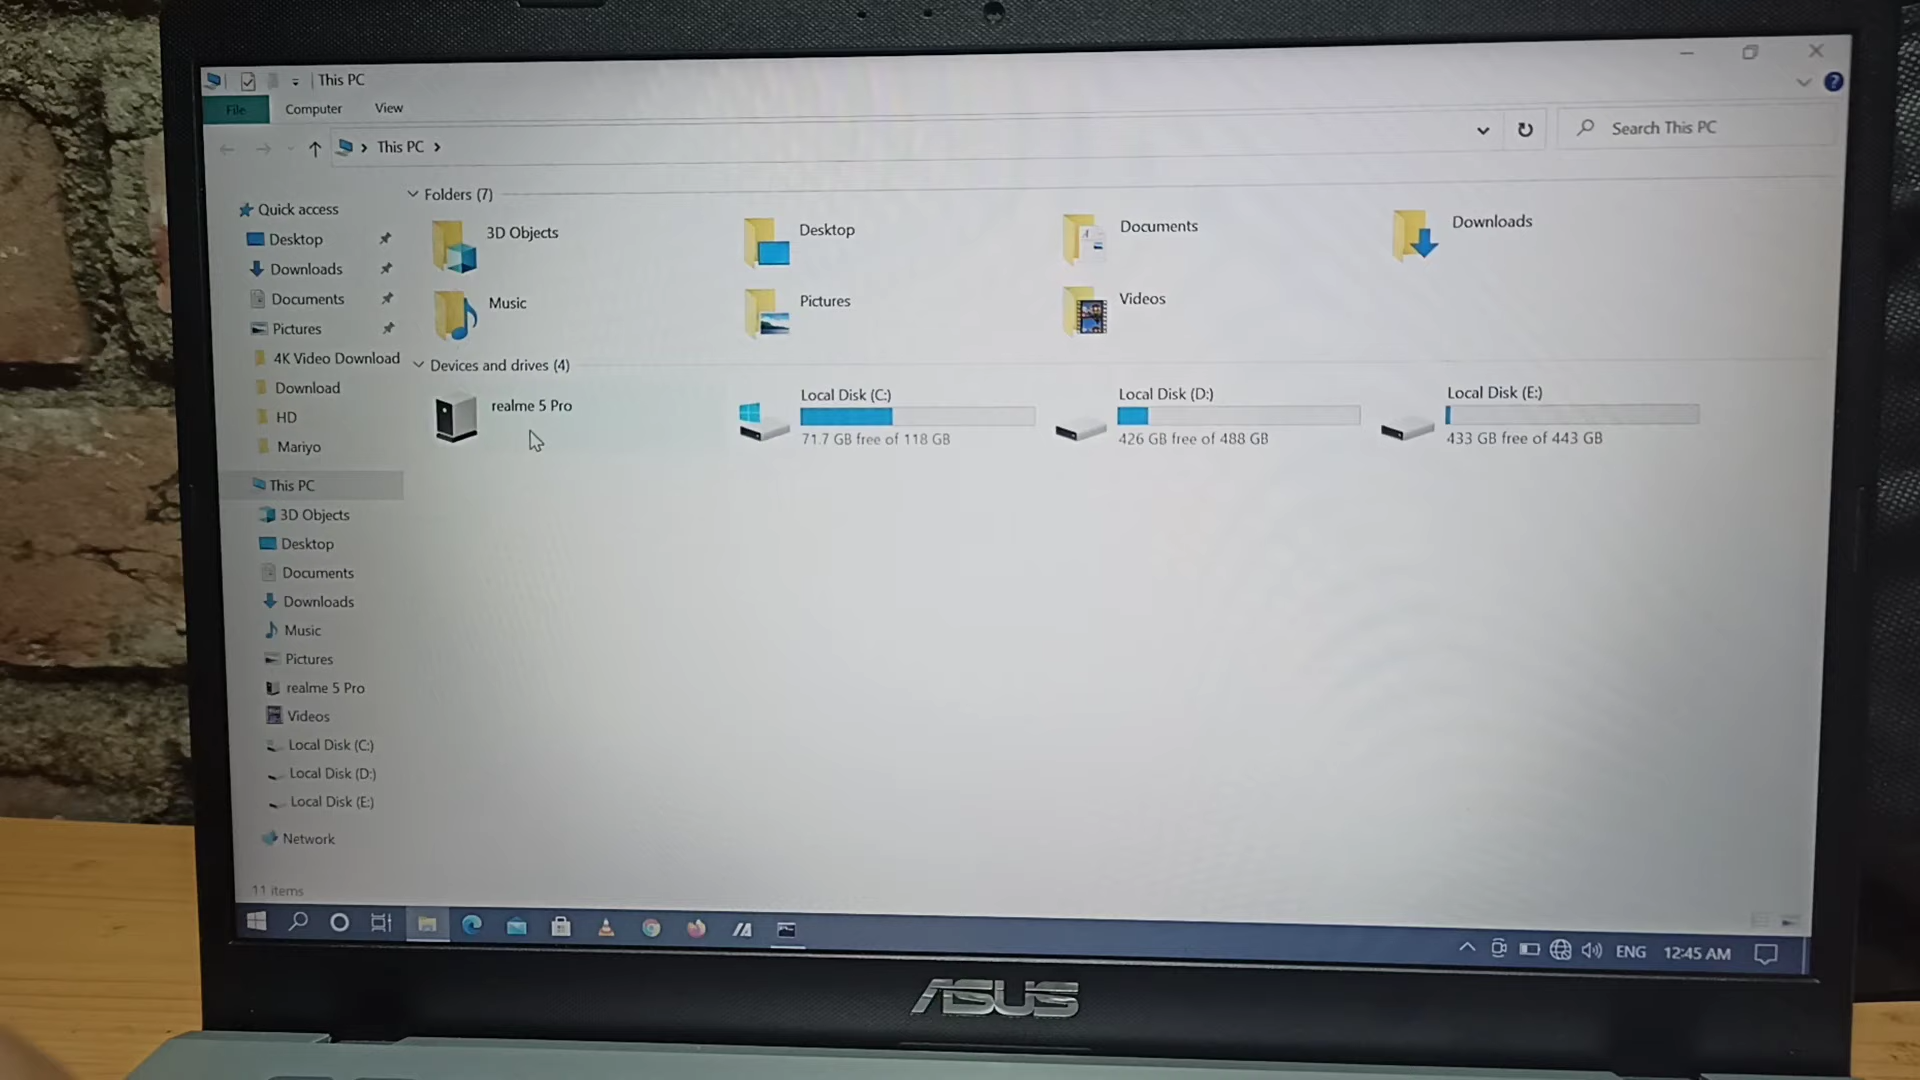 This PC
File Computer View
This PC
Search This PC
Quick access
Desktop
Downloads
Documents
Pictures
4K Video Download
Download
HD
Mariyo
This PC
3D Objects
Desktop
Documents
Downloads
Music
Pictures
realme 5 Pro
Videos
Local Disk (C:)
Local Disk (D:)
Local Disk (E:)
Network
Folders (7)
3D Objects
Desktop
Documents
Downloads
Music
Pictures
Videos
Devices and drives (4)
realme 5 Pro
Local Disk (C:)
71.7 GB free of 118 GB
Local Disk (D:)
426 GB free of 488 GB
Local Disk (E:)
433 GB free of 443 GB
11 items
ENG 12:45 AM
ASUS